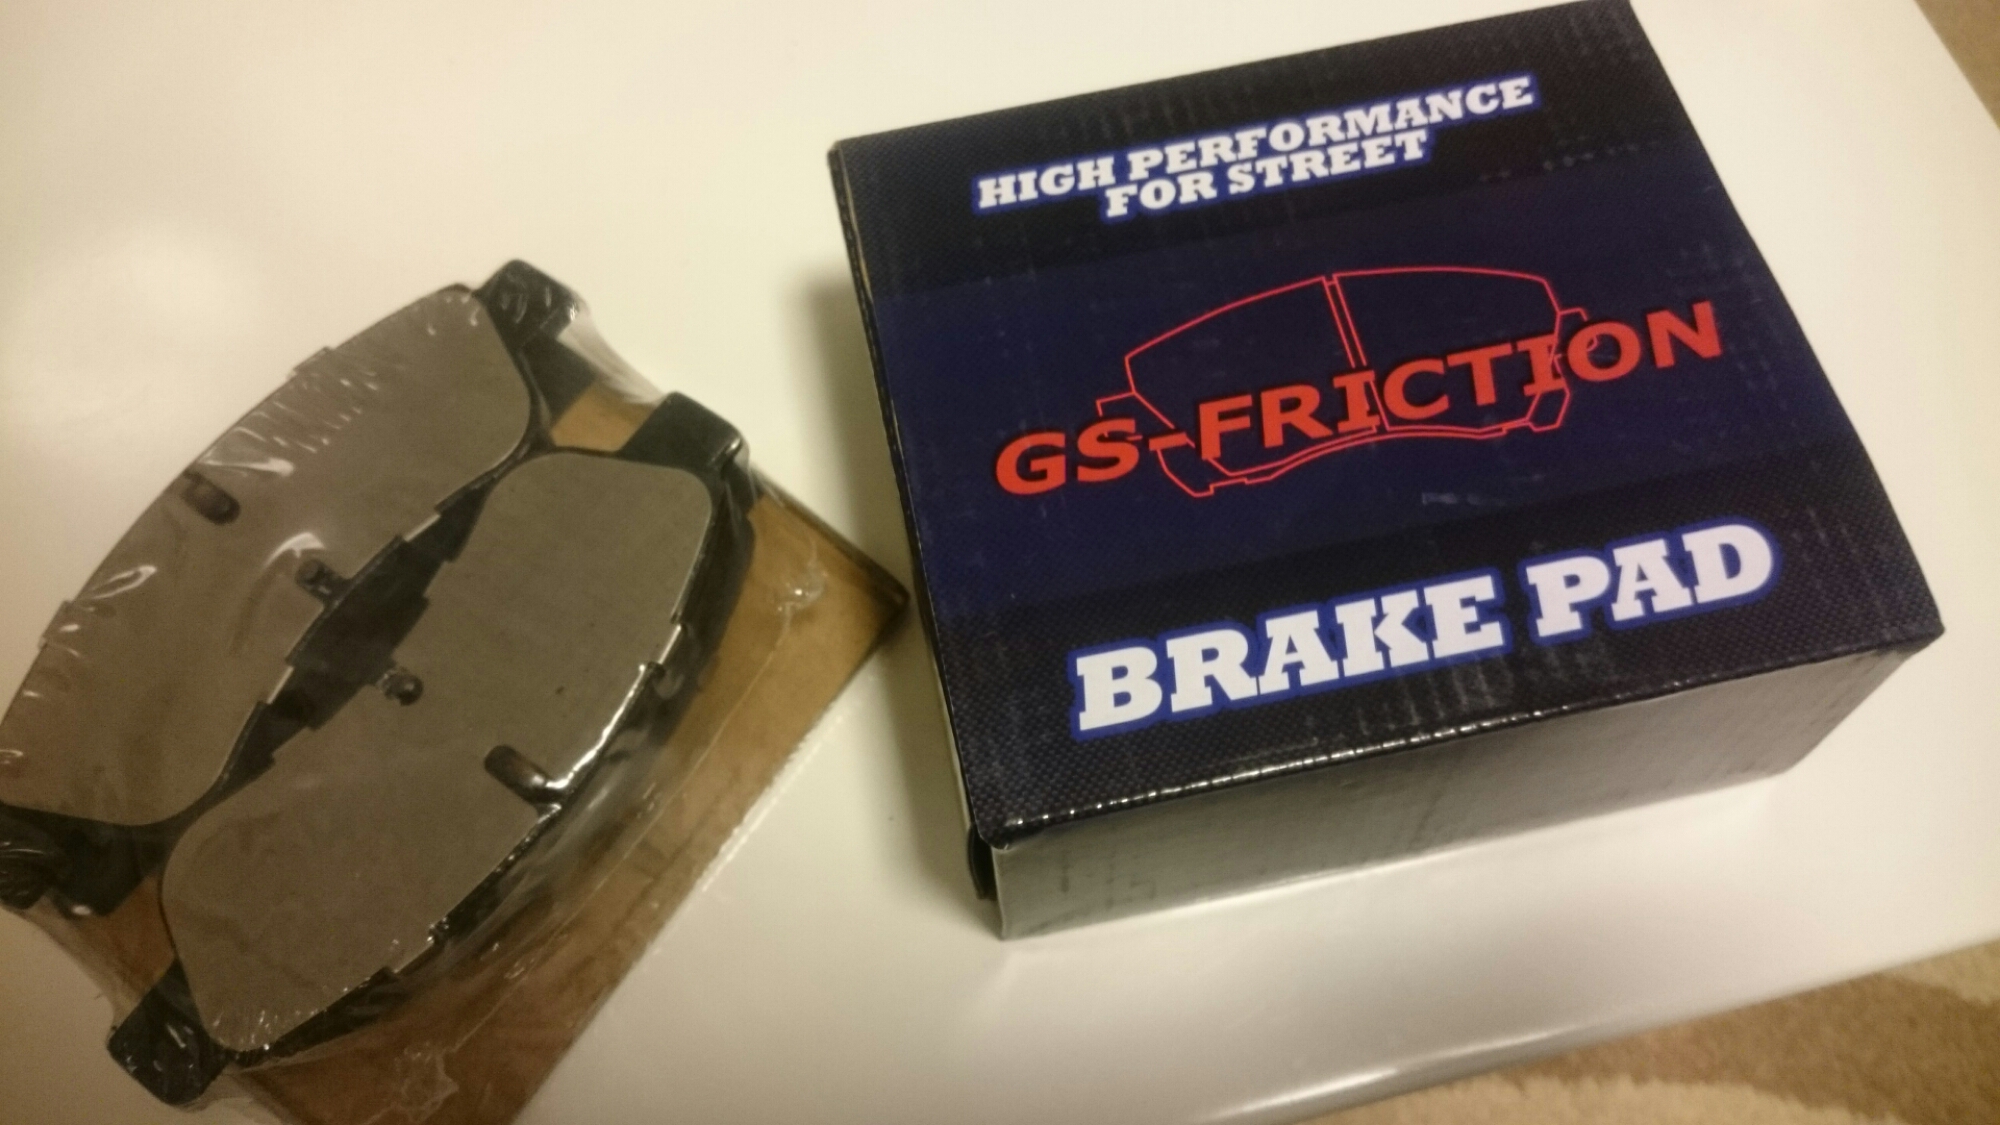 HIGH PERFORMANCE
FOR STREET
GS-FRICTION
BRAKE PAD